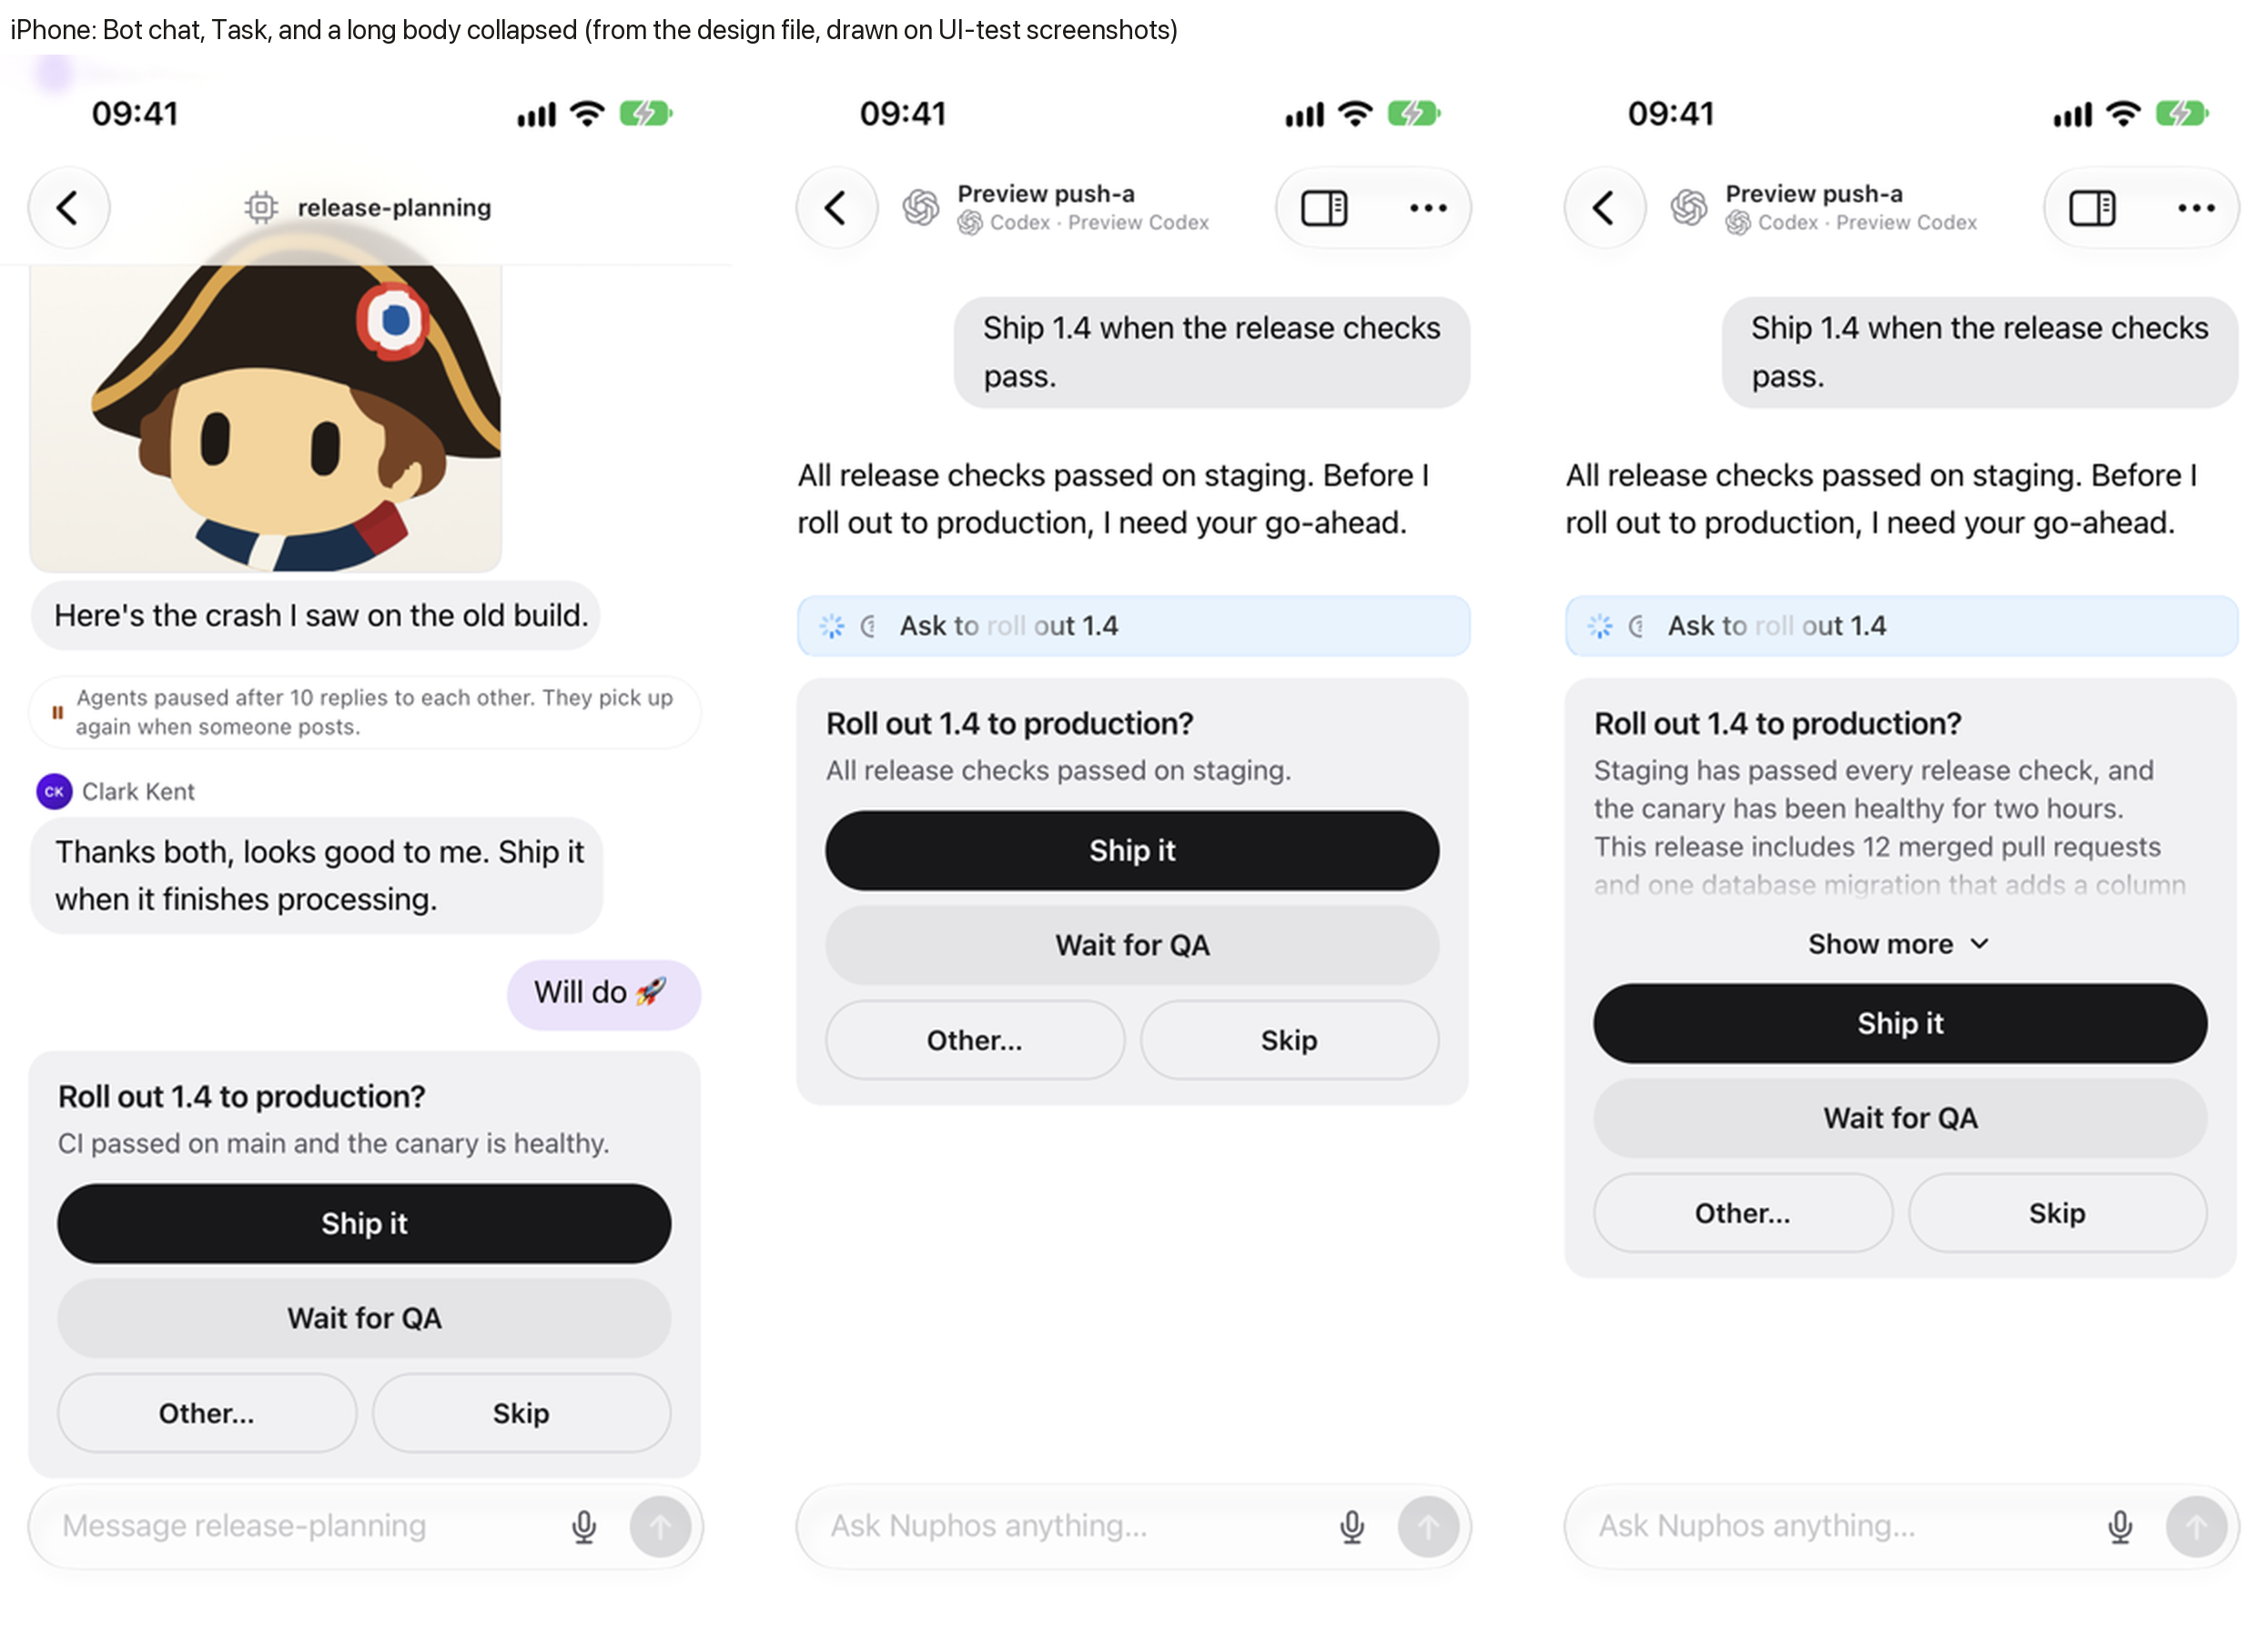 iPhone: Bot chat, Task, and a long body collapsed (from the design file, drawn on UI-test screenshots)
09:41
release-planning
Here's the crash I saw on the old build.
Agents paused after 10 replies to each other. They pick up
again when someone posts.
CK Clark Kent
Thanks both, looks good to me. Ship it
when it finishes processing.
Will do 🚀
Roll out 1.4 to production?
CI passed on main and the canary is healthy.
Ship it
Wait for QA
Other...
Skip
Message release-planning
09:41
Preview push-a
Codex · Preview Codex
Ship 1.4 when the release checks
pass.
All release checks passed on staging. Before I
roll out to production, I need your go-ahead.
Ask to roll out 1.4
Roll out 1.4 to production?
All release checks passed on staging.
Ship it
Wait for QA
Other...
Skip
Ask Nuphos anything...
09:41
Preview push-a
Codex · Preview Codex
Ship 1.4 when the release checks
pass.
All release checks passed on staging. Before I
roll out to production, I need your go-ahead.
Ask to roll out 1.4
Roll out 1.4 to production?
Staging has passed every release check, and
the canary has been healthy for two hours.
This release includes 12 merged pull requests
and one database migration that adds a column
Show more
Ship it
Wait for QA
Other...
Skip
Ask Nuphos anything...